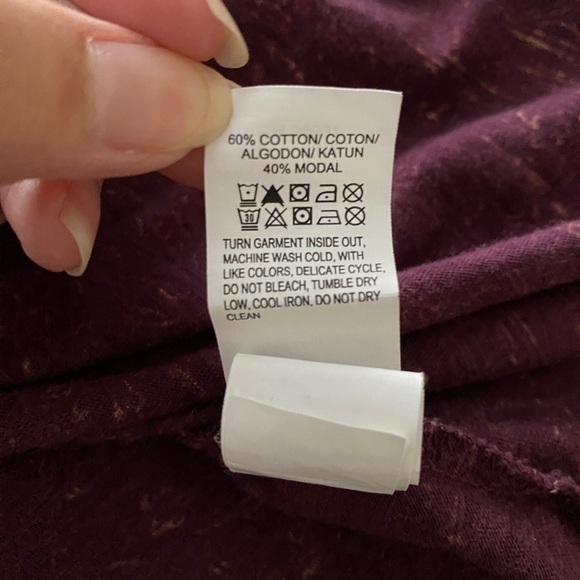 60% COTTON/ COTON/
ALGODON/ KATUN
40% MODAL
30
TURN GARMENT INSIDE OUT,
MACHINE WASH COLD, WITH
LIKE COLORS, DELICATE CYCLE,
DO NOT BLEACH, TUMBLE DRY
LOW, COOL IRON, DO NOT DRY
CLEAN